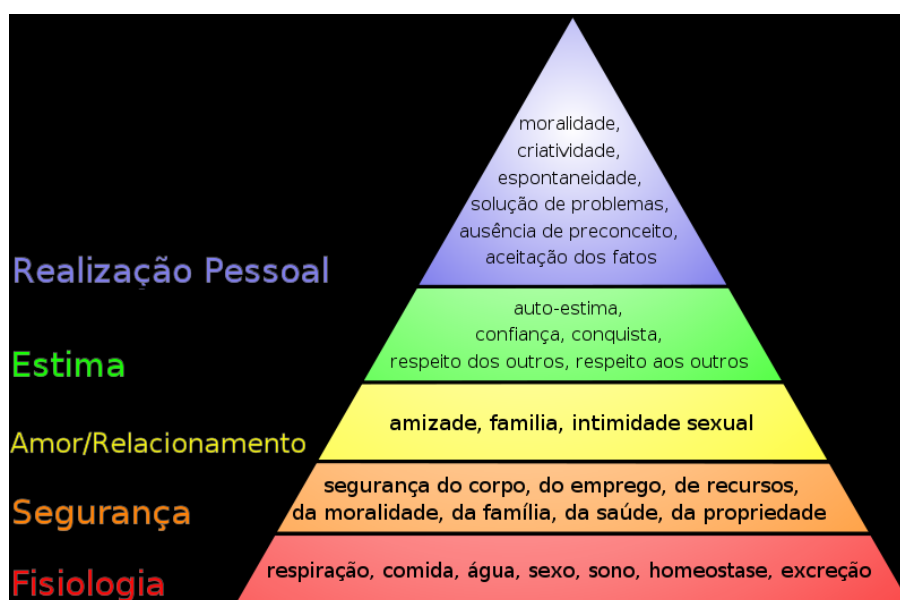 moralidade,
criatividade,
espontaneidade,
solução de problemas,
ausência de preconceito,
aceitação dos fatos
Realização Pessoal
auto-estima,
confiança, conquista,
respeito dos outros, respeito aos outros
Estima
amizade, familia, intimidade sexual
Amor/Relacionamento
segurança do corpo, do emprego, de recursos,
da moralidade, da família, da saúde, da propriedade
Segurança
respiração, comida, água, sexo, sono, homeostase, excreção
Fisiologia